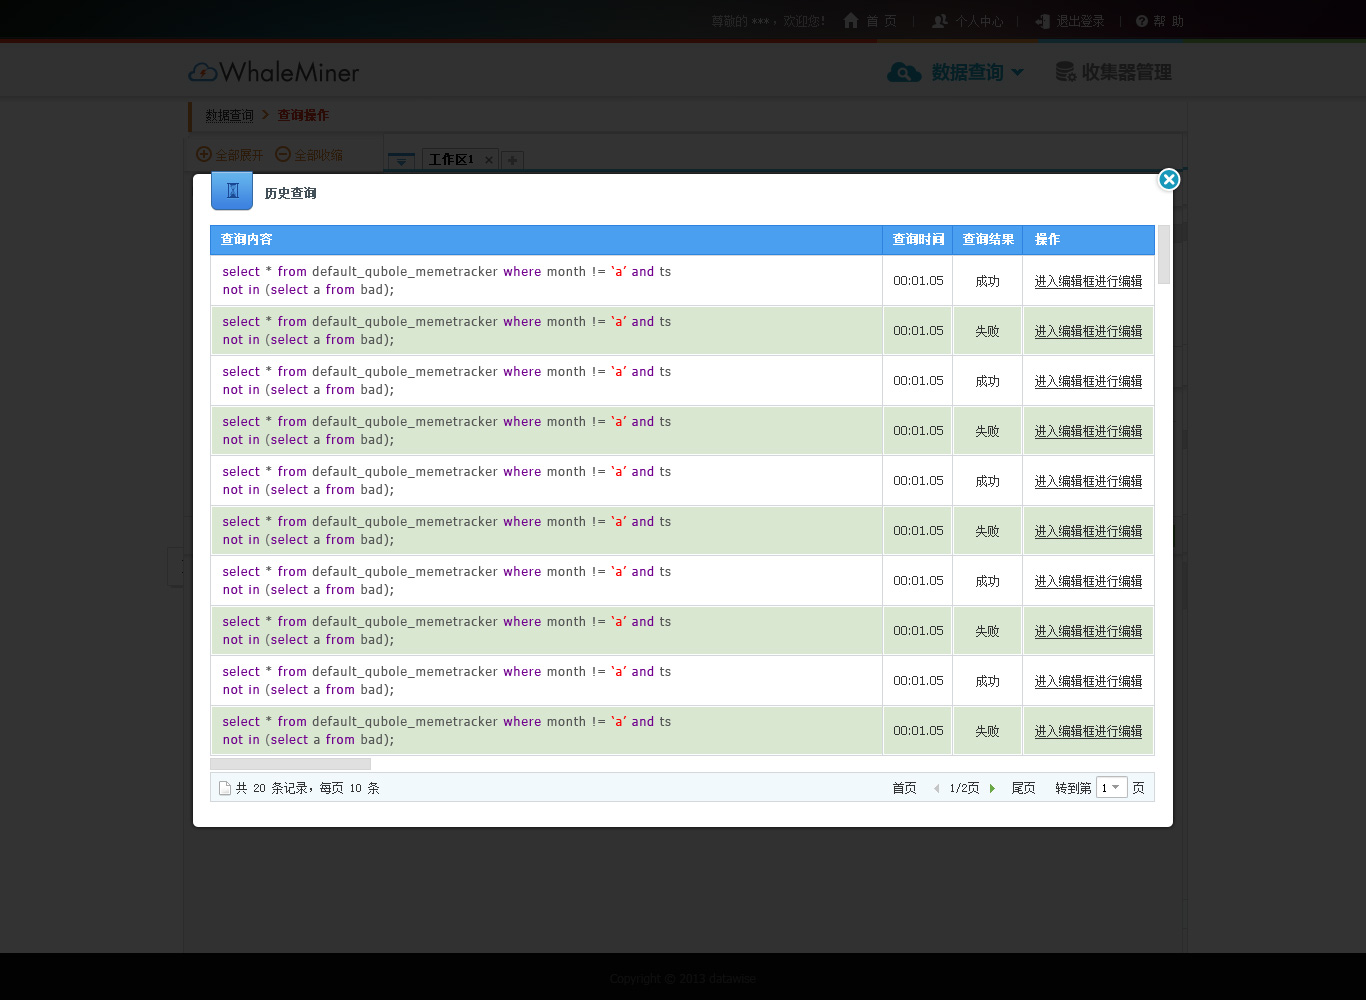 尊敬的 ***，欢迎您！ 首 页 | 个人中心 | 退出登录 | 帮 助
WhaleMiner 数据查询 收集器管理
数据查询 > 查询操作
全部展开 全部收缩 工作区1
历史查询
查询内容 查询时间 查询结果 操作
select * from default_qubole_memetracker where month != ‘a’ and ts
not in (select a from bad);
00:01.05 成功 进入编辑框进行编辑
select * from default_qubole_memetracker where month != ‘a’ and ts
not in (select a from bad);
00:01.05 失败 进入编辑框进行编辑
select * from default_qubole_memetracker where month != ‘a’ and ts
not in (select a from bad);
00:01.05 成功 进入编辑框进行编辑
select * from default_qubole_memetracker where month != ‘a’ and ts
not in (select a from bad);
00:01.05 失败 进入编辑框进行编辑
select * from default_qubole_memetracker where month != ‘a’ and ts
not in (select a from bad);
00:01.05 成功 进入编辑框进行编辑
select * from default_qubole_memetracker where month != ‘a’ and ts
not in (select a from bad);
00:01.05 失败 进入编辑框进行编辑
select * from default_qubole_memetracker where month != ‘a’ and ts
not in (select a from bad);
00:01.05 成功 进入编辑框进行编辑
select * from default_qubole_memetracker where month != ‘a’ and ts
not in (select a from bad);
00:01.05 失败 进入编辑框进行编辑
select * from default_qubole_memetracker where month != ‘a’ and ts
not in (select a from bad);
00:01.05 成功 进入编辑框进行编辑
select * from default_qubole_memetracker where month != ‘a’ and ts
not in (select a from bad);
00:01.05 失败 进入编辑框进行编辑
共 20 条记录，每页 10 条 首页 1/2页 尾页 转到第 1 页
Copyright © 2013 datawise